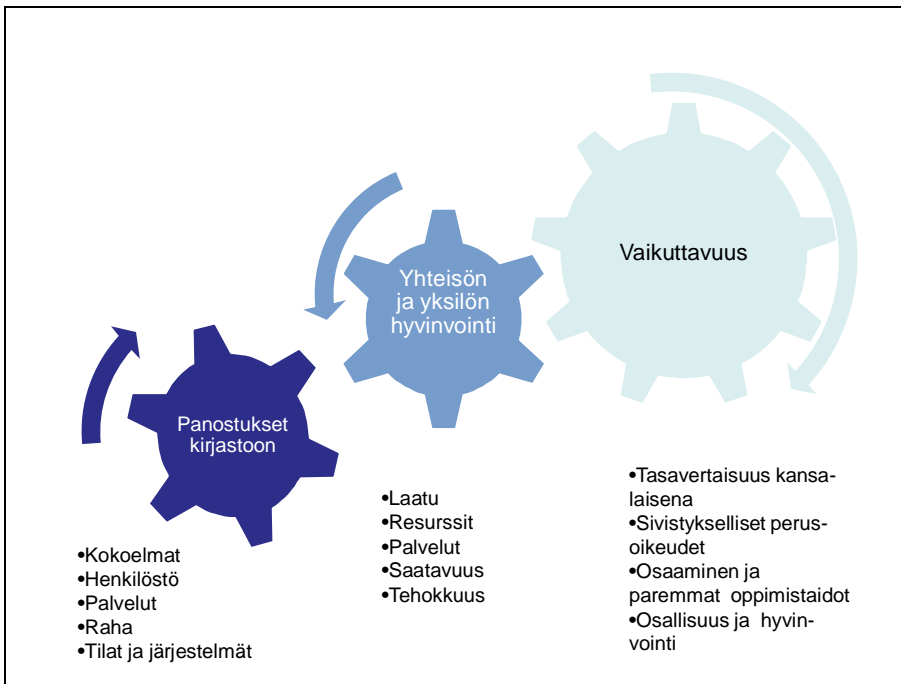 Vaikuttavuus
Yhteisön
ja yksilön
hyvinvointi
Panostukset
kirjastoon
•Kokoelmat
•Henkilöstö
•Palvelut
•Raha
•Tilat ja järjestelmät
•Laatu
•Resurssit
•Palvelut
•Saatavuus
•Tehokkuus
•Tasavertaisuus kansa-
laisena
•Sivistykselliset perus-
oikeudet
•Osaaminen ja
paremmat oppimistaidot
•Osallisuus ja hyvin-
vointi